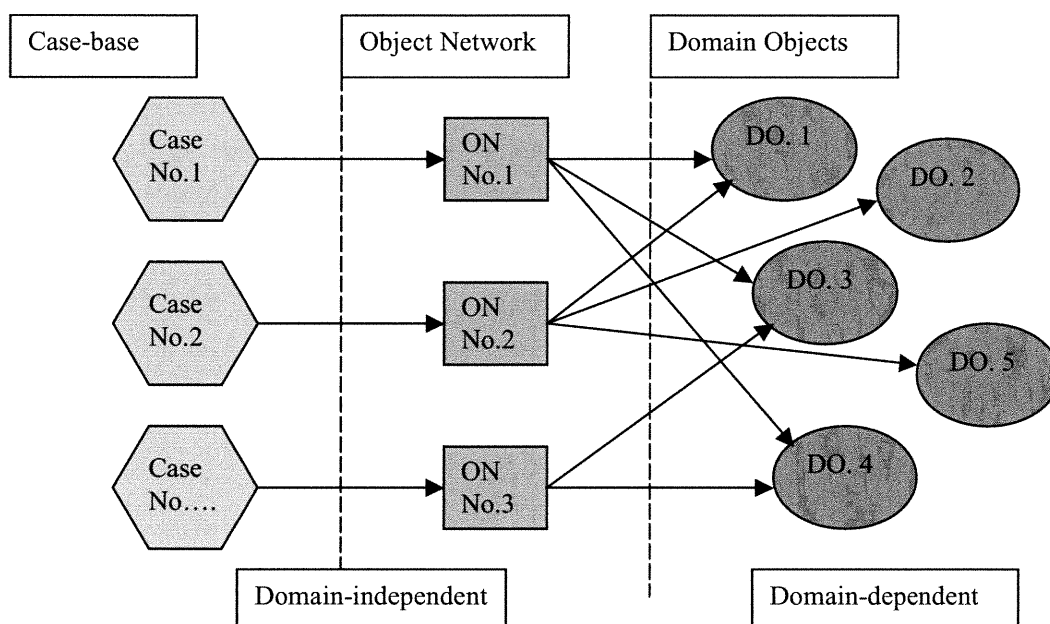 Case-base
Object Network
Domain Objects
Case
No.1
ON
No.1
DO. 1
DO. 2
Case
No.2
ON
No.2
DO. 3
DO. 5
Case
No....
ON
No.3
DO. 4
Domain-independent
Domain-dependent